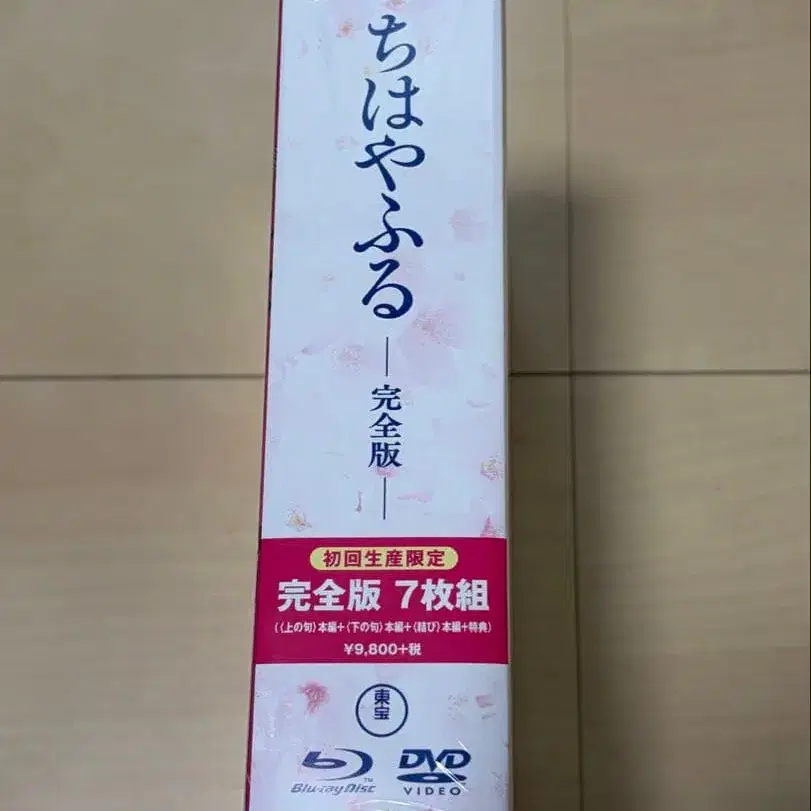 ちはやふる
―完全版―
初回生産限定
完全版 7枚組
(〈上の句〉本編+〈下の句〉本編+〈結び〉本編+特典)
¥9,800+税
東宝
Blu-ray Disc™
DVD
VIDEO